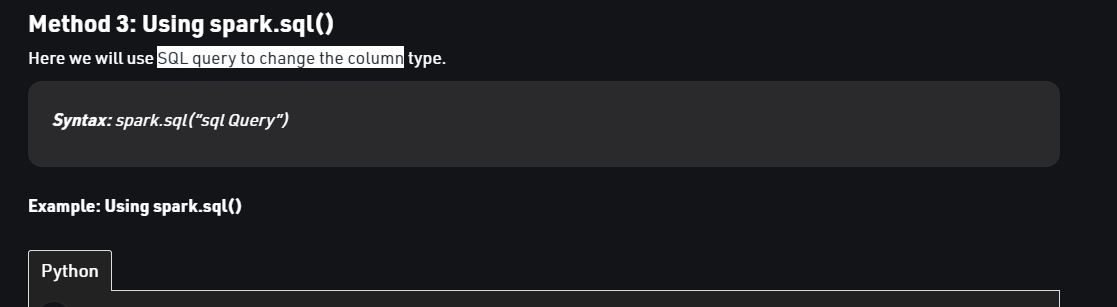 Method 3: Using spark.sql()
Here we will use SQL query to change the column type.
Syntax: spark.sql(“sql Query”)
Example: Using spark.sql()
Python